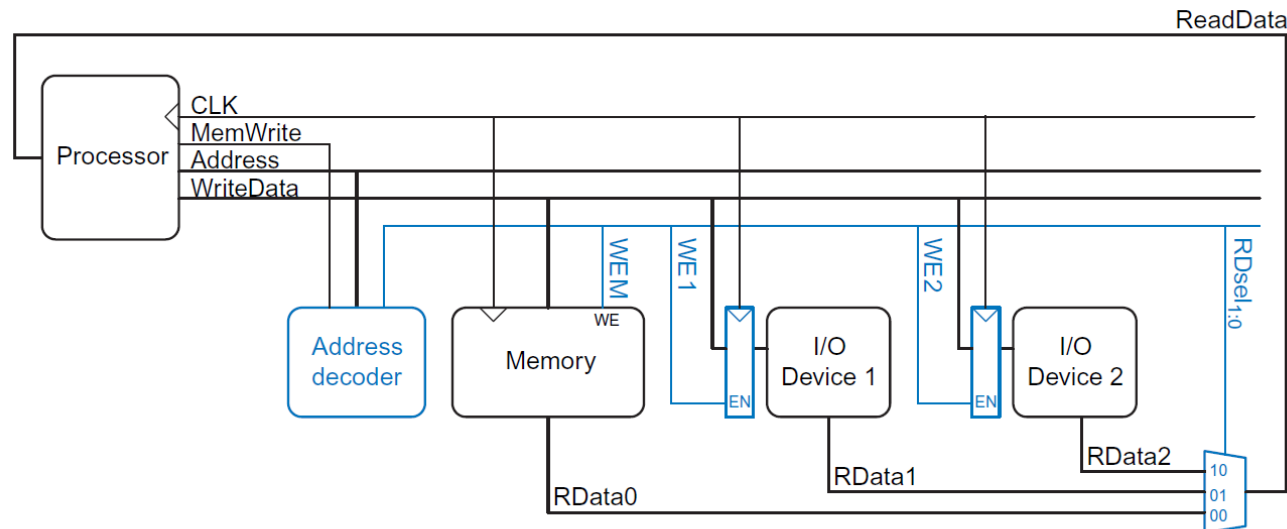 ReadData
CLK
MemWrite
Processor
Address
WriteData
WEM
WE1
WE2
RDsel1:0
WE
Address
decoder
Memory
I/O
Device 1
I/O
Device 2
EN
EN
RData2
10
RData1
01
RData0
00